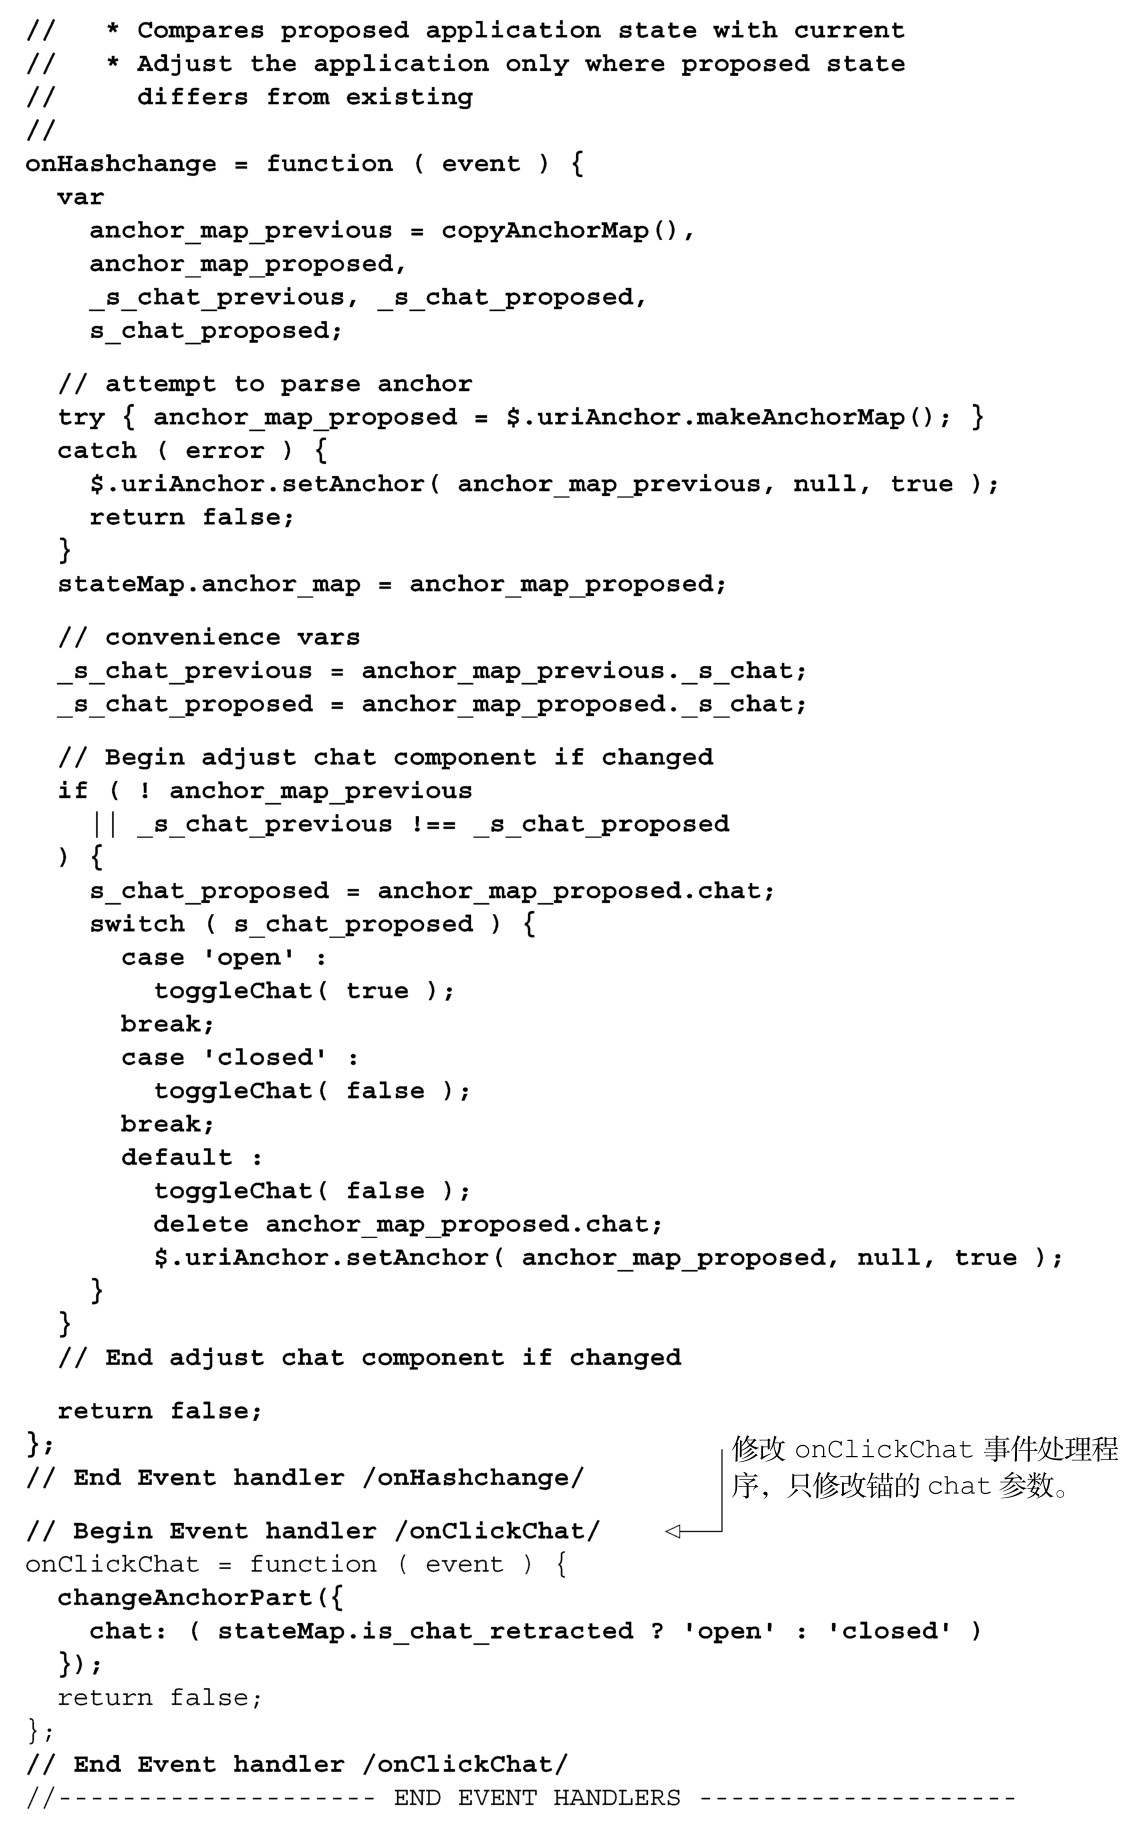 //   * Compares proposed application state with current
//   * Adjust the application only where proposed state
//     differs from existing
//
onHashchange = function ( event ) {
  var
    anchor_map_previous = copyAnchorMap(),
    anchor_map_proposed,
    _s_chat_previous, _s_chat_proposed,
    s_chat_proposed;

  // attempt to parse anchor
  try { anchor_map_proposed = $.uriAnchor.makeAnchorMap(); }
  catch ( error ) {
    $.uriAnchor.setAnchor( anchor_map_previous, null, true );
    return false;
  }
  stateMap.anchor_map = anchor_map_proposed;

  // convenience vars
  _s_chat_previous = anchor_map_previous._s_chat;
  _s_chat_proposed = anchor_map_proposed._s_chat;

  // Begin adjust chat component if changed
  if ( ! anchor_map_previous
    || _s_chat_previous !== _s_chat_proposed
  ) {
    s_chat_proposed = anchor_map_proposed.chat;
    switch ( s_chat_proposed ) {
      case 'open' :
        toggleChat( true );
      break;
      case 'closed' :
        toggleChat( false );
      break;
      default :
        toggleChat( false );
        delete anchor_map_proposed.chat;
        $.uriAnchor.setAnchor( anchor_map_proposed, null, true );
    }
  }
  // End adjust chat component if changed

  return false;
};
修改 onClickChat 事件处理程
// End Event handler /onHashchange/
序，只修改锚的 chat 参数。

// Begin Event handler /onClickChat/
onClickChat = function ( event ) {
  changeAnchorPart({
    chat: ( stateMap.is_chat_retracted ? 'open' : 'closed' )
  });
  return false;
};
// End Event handler /onClickChat/
//-------------------- END EVENT HANDLERS --------------------